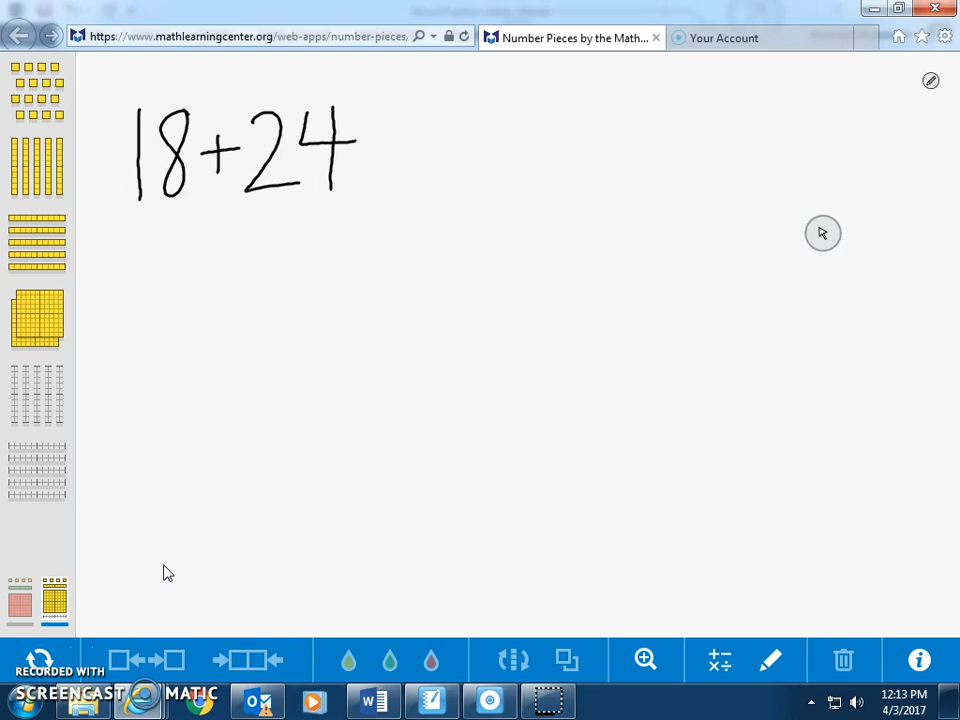 https://www.mathlearningcenter.org/web-apps/number-pieces,
Number Pieces by the Math...
Your Account
18+24
RECORDED WITH
SCREENCAST MATIC
12:13 PM
4/3/2017